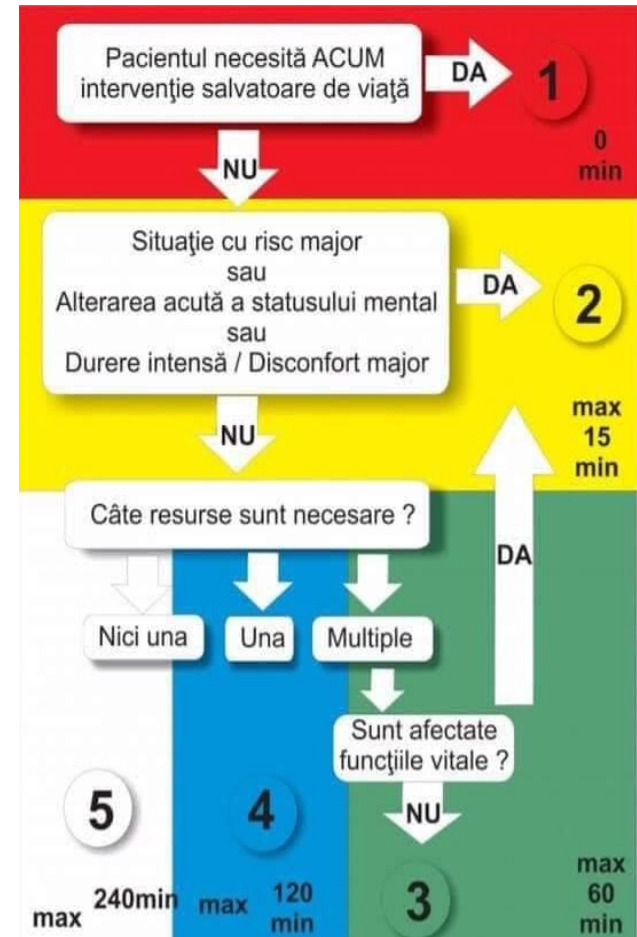 Pacientul necesită ACUM
intervenţie salvatoare de viaţă
DA
1
0
min
NU
Situaţie cu risc major
sau
Alterarea acută a statusului mental
sau
Durere intensă / Disconfort major
DA
2
max
15
min
NU
Câte resurse sunt necesare ?
DA
Nici una
Una
Multiple
Sunt afectate
funcţiile vitale ?
NU
5
max 240min
4
max 120
min
3
max
60
min